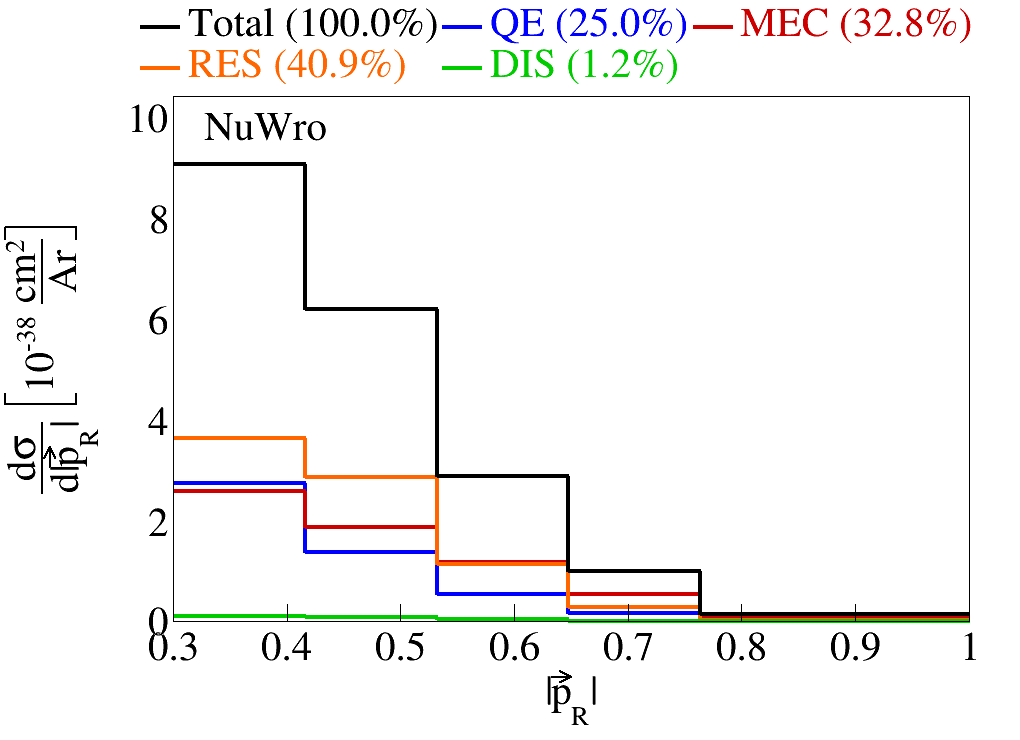 Total (100.0%) QE (25.0%) MEC (32.8%)
RES (40.9%) DIS (1.2%)
NuWro
10
8
6
4
2
0
0.3 0.4 0.5 0.6 0.7 0.8 0.9 1
|p⃗_R|
dσ/d|p⃗_R| [10⁻³⁸ cm²/Ar]